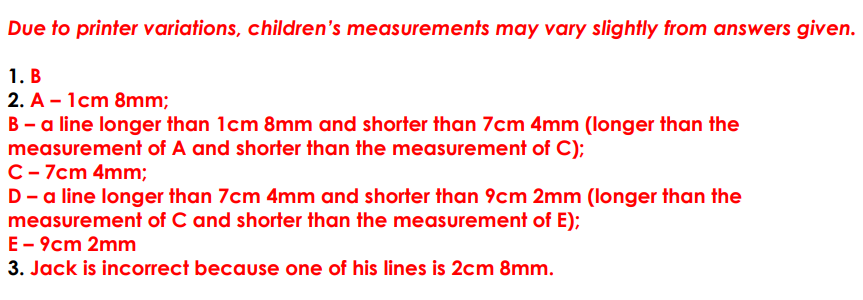 Due to printer variations, children's measurements may vary slightly from answers given.
1. B
2. A – 1cm 8mm;
B – a line longer than 1cm 8mm and shorter than 7cm 4mm (longer than the
measurement of A and shorter than the measurement of C);
C – 7cm 4mm;
D – a line longer than 7cm 4mm and shorter than 9cm 2mm (longer than the
measurement of C and shorter than the measurement of E);
E – 9cm 2mm
3. Jack is incorrect because one of his lines is 2cm 8mm.